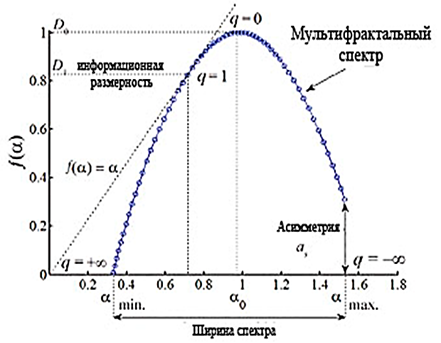 D₀
q=0
1
Мультифрактальный
спектр
D₁
информационная
размерность
q=1
0.8
0.6
f(α)
f(α)=α
0.4
0.2
Асимметрия
aₛ
q=+∞
q=−∞
0
0.2
0.4
0.6
0.8
1
1.2
1.4
1.6
1.8
α min.
α₀
α max.
Ширина спектра